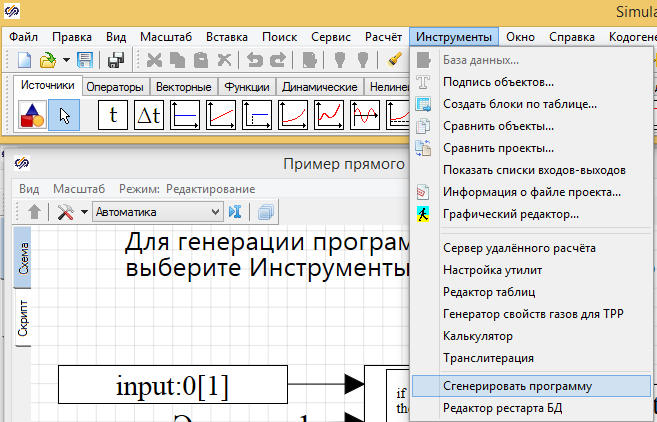 Simula
Файл Правка Вид Масштаб Вставка Поиск Сервис Расчёт Инструменты Окно Справка Кодоген
Источники Операторы Векторные Функции Динамические Нелине
t Δt
База данных...
Подпись объектов...
Создать блоки по таблице...
Сравнить объекты...
Сравнить проекты...
Показать списки входов-выходов
Информация о файле проекта...
Графический редактор...
Сервер удалённого расчёта
Настройка утилит
Редактор таблиц
Генератор свойств газов для ТРР
Калькулятор
Транслитерация
Сгенерировать программу
Редактор рестарта БД
Пример прямого
Вид Масштаб Режим: Редактирование
Автоматика
Схема
Скрипт
Для генерации програм
выберите Инструменты
input:0[1]
if
the